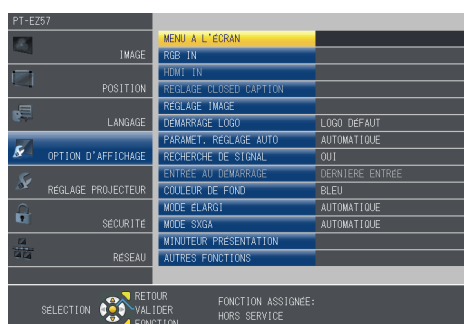 PT-EZ57
IMAGE
POSITION
LANGAGE
OPTION D'AFFICHAGE
RÉGLAGE PROJECTEUR
SÉCURITÉ
RÉSEAU
MENU À L'ÉCRAN
RGB IN
HDMI IN
RÉGLAGE CLOSED CAPTION
RÉGLAGE IMAGE
DÉMARRAGE LOGO LOGO DÉFAUT
PARAMÉT. RÉGLAGE AUTO AUTOMATIQUE
RECHERCHE DE SIGNAL OUI
ENTRÉE AU DÉMARRAGE DERNIÈRE ENTRÉE
COULEUR DE FOND BLEU
MODE ÉLARGI AUTOMATIQUE
MODE SXGA AUTOMATIQUE
MINUTEUR PRÉSENTATION
AUTRES FONCTIONS
SÉLECTION
RETOUR
VALIDER
FONCTION
FONCTION ASSIGNÉE:
HORS SERVICE